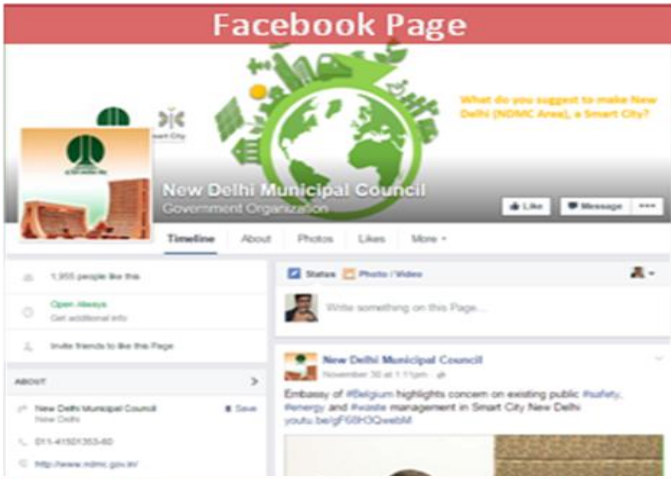 Facebook Page
What do you suggest to make New
Delhi (NDMC Area), a Smart City?
Smart City
New Delhi Municipal Council
Government Organization
Like
Message
Timeline
About
Photos
Likes
More
1,955 people like this
Open Always
Get additional info
Invite friends to like this Page
ABOUT
New Delhi Municipal Council
New Delhi
Save
011-41501353-60
http://www.ndmc.gov.in/
Status
Photo / Video
Write something on this Page...
New Delhi Municipal Council
November 30 at 1:11pm
Embassy of #Belgium highlights concern on existing public #safety,
#energy and #waste management in Smart City New Delhi